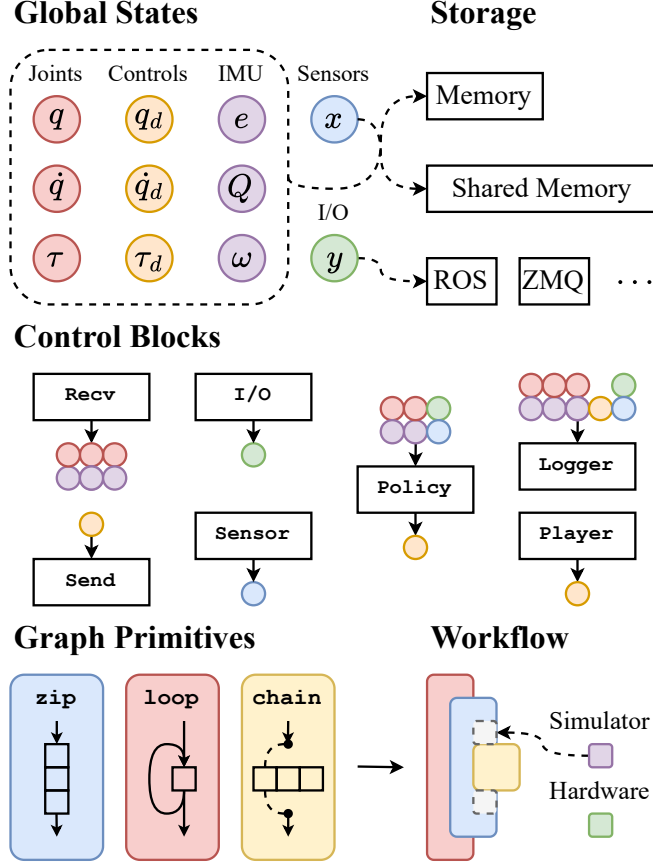 Global States
Storage
Joints Controls IMU Sensors
q q_d e x
Memory
q̇ q̇_d Q
Shared Memory
I/O
τ τ_d ω y
ROS ZMQ ...
Control Blocks
Recv I/O
Logger
Policy
Sensor Player
Send
Graph Primitives
Workflow
zip loop chain
Simulator
Hardware